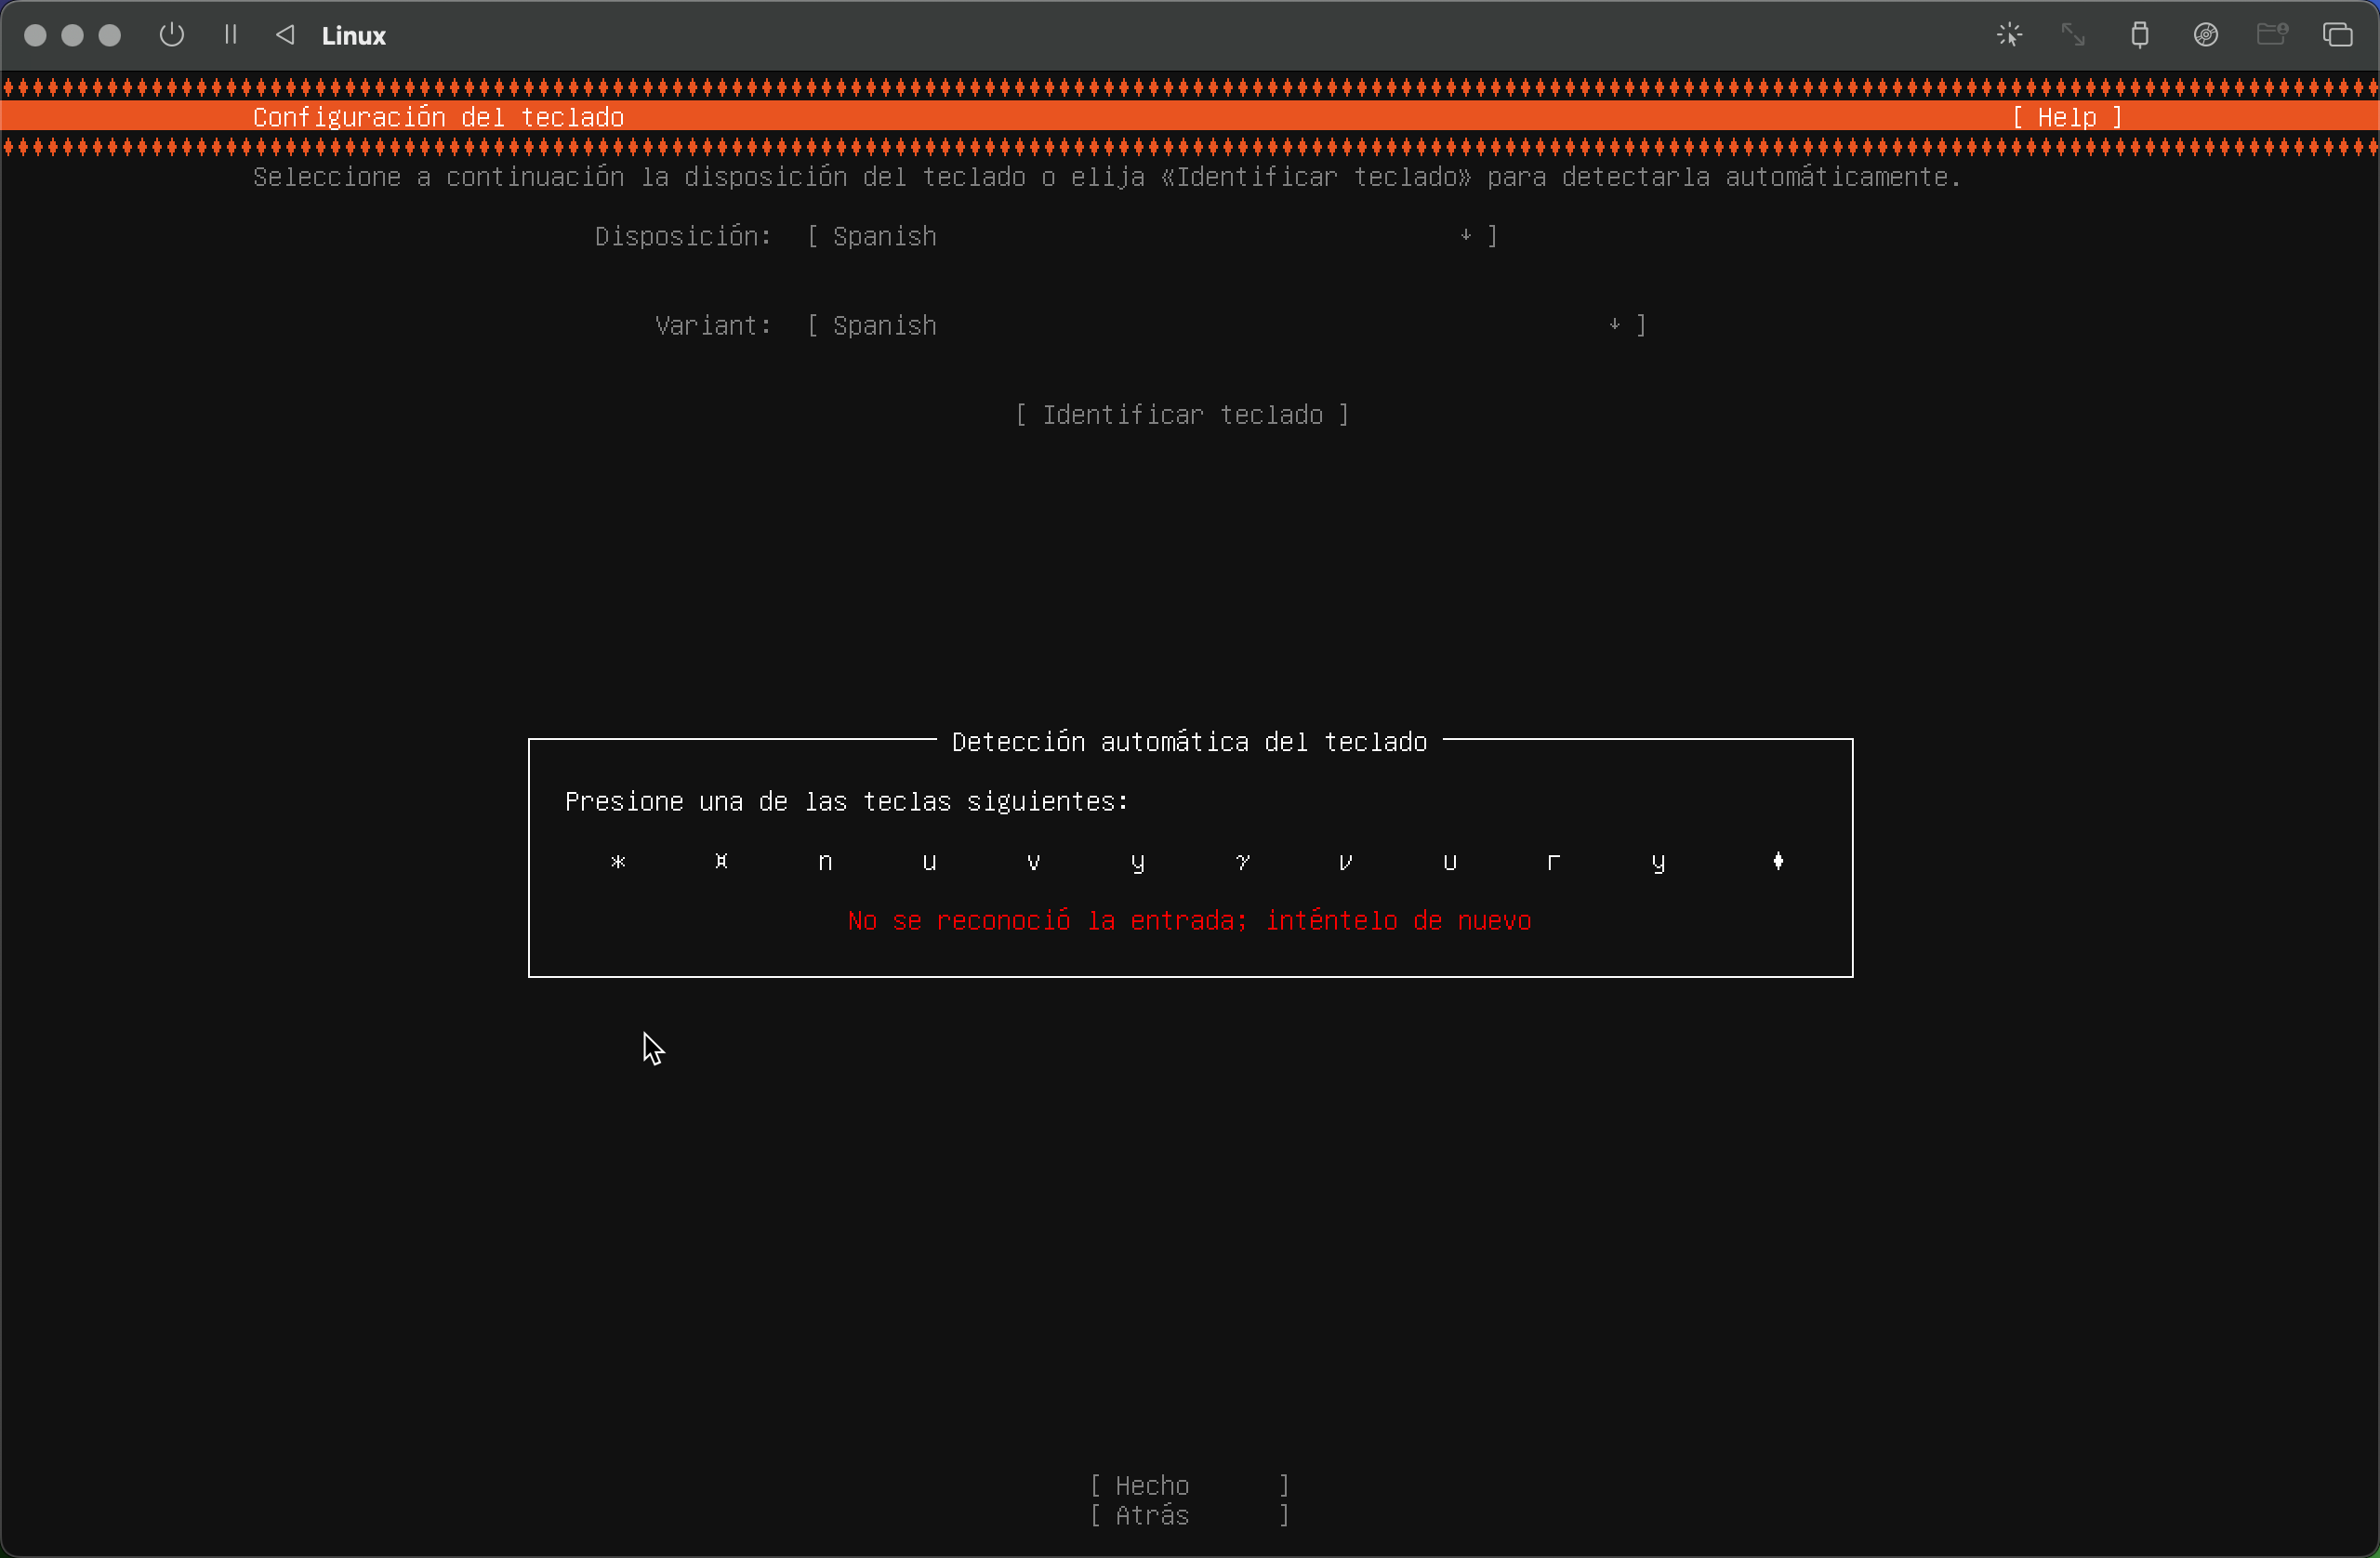 Linux
Configuración del teclado [ Help ]
Seleccione a continuación la disposición del teclado o elija «Identificar teclado» para detectarla automáticamente.
Disposición: [ Spanish ↓ ]
Variant: [ Spanish ↓ ]
[ Identificar teclado ]
Detección automática del teclado
Presione una de las teclas siguientes:
* ¤ n u v y γ ν υ г у ♦
No se reconoció la entrada; inténtelo de nuevo
[ Hecho ]
[ Atrás ]